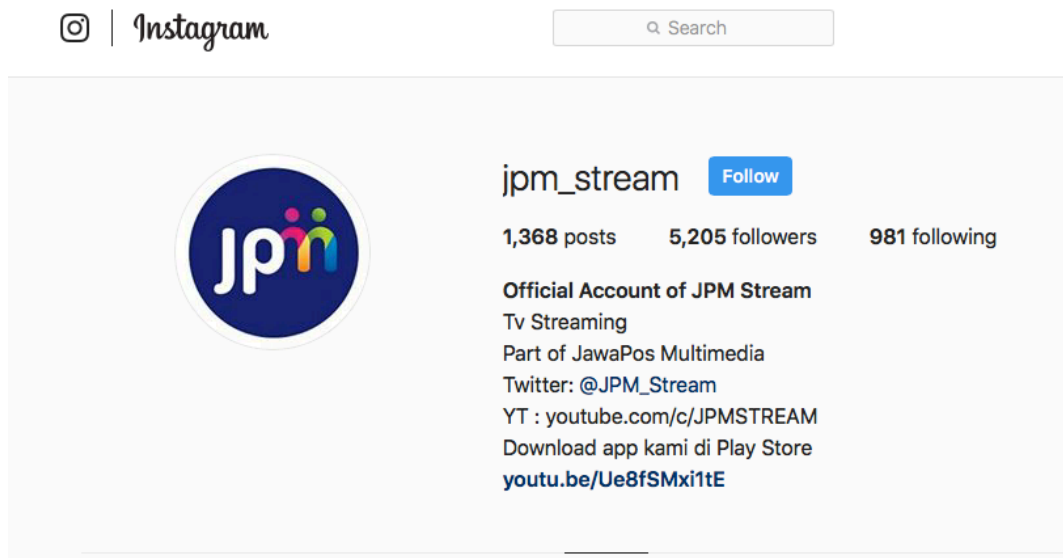 Instagram
Search
jpm
jpm_stream Follow
1,368 posts 5,205 followers 981 following
Official Account of JPM Stream
Tv Streaming
Part of JawaPos Multimedia
Twitter: @JPM_Stream
YT : youtube.com/c/JPMSTREAM
Download app kami di Play Store
youtu.be/Ue8fSMxi1tE